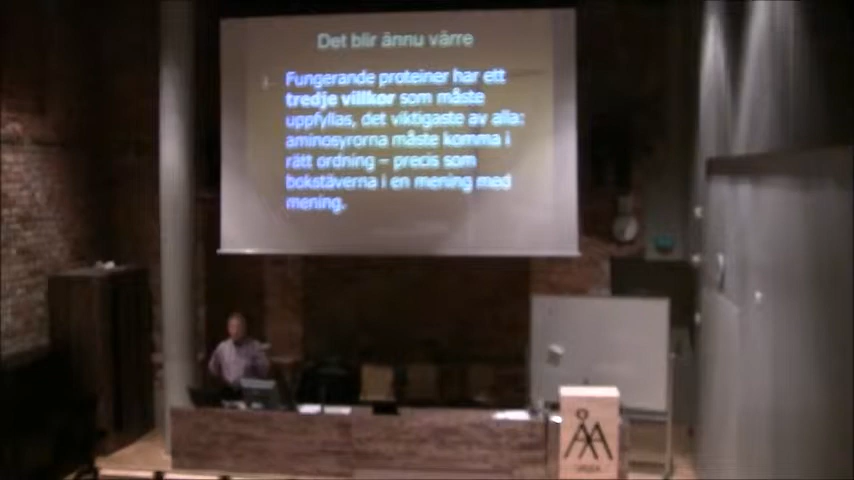 Det blir ännu värre
Fungerande proteiner har ett
tredje villkor som måste
uppfyllas, det viktigaste av alla:
aminosyrorna måste komma i
rätt ordning – precis som
bokstäverna i en mening med
mening.
ÅA